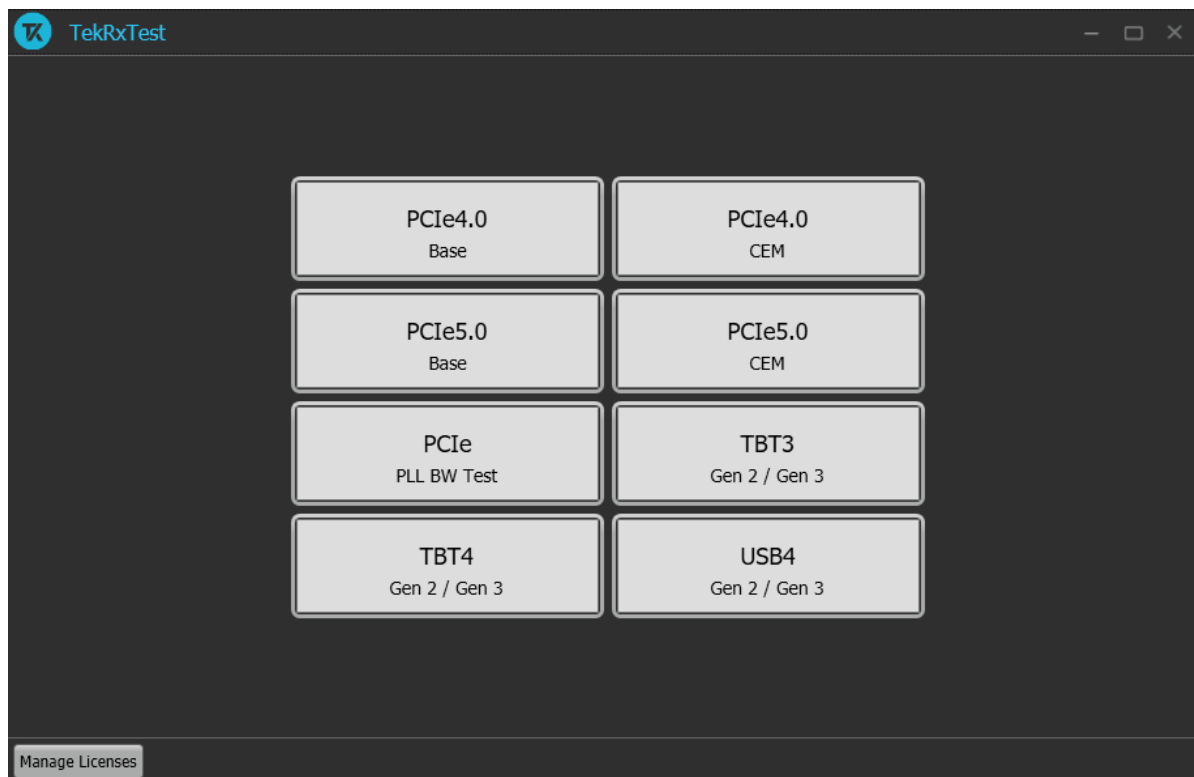 TK TekRxTest
PCIe4.0
Base
PCIe4.0
CEM
PCIe5.0
Base
PCIe5.0
CEM
PCIe
PLL BW Test
TBT3
Gen 2 / Gen 3
TBT4
Gen 2 / Gen 3
USB4
Gen 2 / Gen 3
Manage Licenses